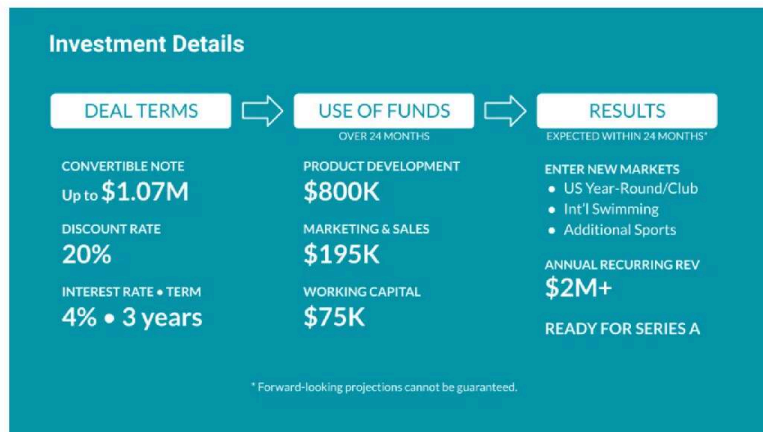 Investment Details
DEAL TERMS
CONVERTIBLE NOTE
Up to $1.07M
DISCOUNT RATE
20%
INTEREST RATE • TERM
4% • 3 years
USE OF FUNDS
OVER 24 MONTHS
PRODUCT DEVELOPMENT
$800K
MARKETING & SALES
$195K
WORKING CAPITAL
$75K
RESULTS
EXPECTED WITHIN 24 MONTHS*
ENTER NEW MARKETS
• US Year-Round/Club
• Int'l Swimming
• Additional Sports
ANNUAL RECURRING REV
$2M+
READY FOR SERIES A
* Forward-looking projections cannot be guaranteed.